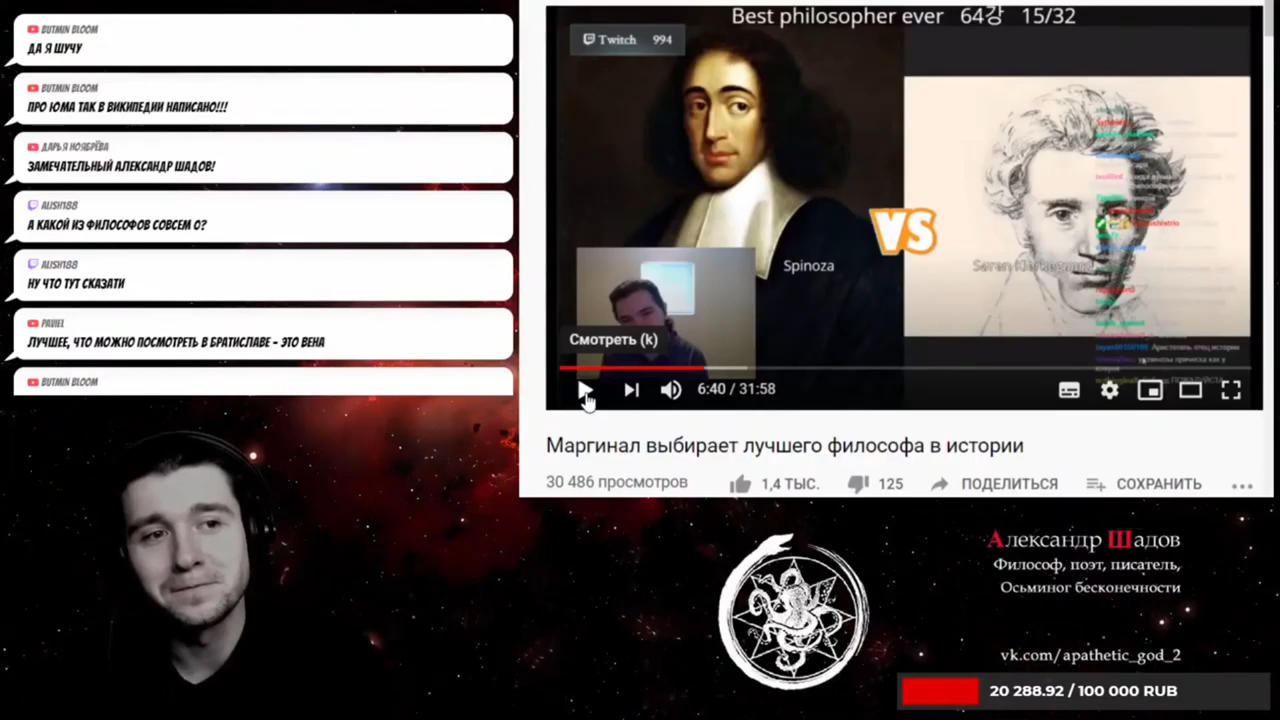 BUTMIN BLOOM
ДА Я ШУЧУ
BUTMIN BLOOM
ПРО ЮМА ТАК В ВИКИПЕДИИ НАПИСАНО!!!
ДАРЬЯ НОЯБРЁВА
ЗАМЕЧАТЕЛЬНЫЙ АЛЕКСАНДР ШАДОВ!
ALISH188
А КАКОЙ ИЗ ФИЛОСОФОВ СОВСЕМ 0?
ALISH188
НУ ЧТО ТУТ СКАЗАТИ
PAVEL
ЛУЧШЕЕ, ЧТО МОЖНО ПОСМОТРЕТЬ В БРАТИСЛАВЕ - ЭТО ВЕНА
BUTMIN BLOOM
Best philosopher ever 64강 15/32
Twitch 994
VS
Spinoza
Søren Kierkegaard
Смотреть (k)
6:40 / 31:58
Маргинал выбирает лучшего философа в истории
30 486 просмотров
1,4 ТЫС. 125 ПОДЕЛИТЬСЯ СОХРАНИТЬ
Александр Шадов
Философ, поэт, писатель,
Осьминог бесконечности
vk.com/apathetic_god_2
20 288.92 / 100 000 RUB